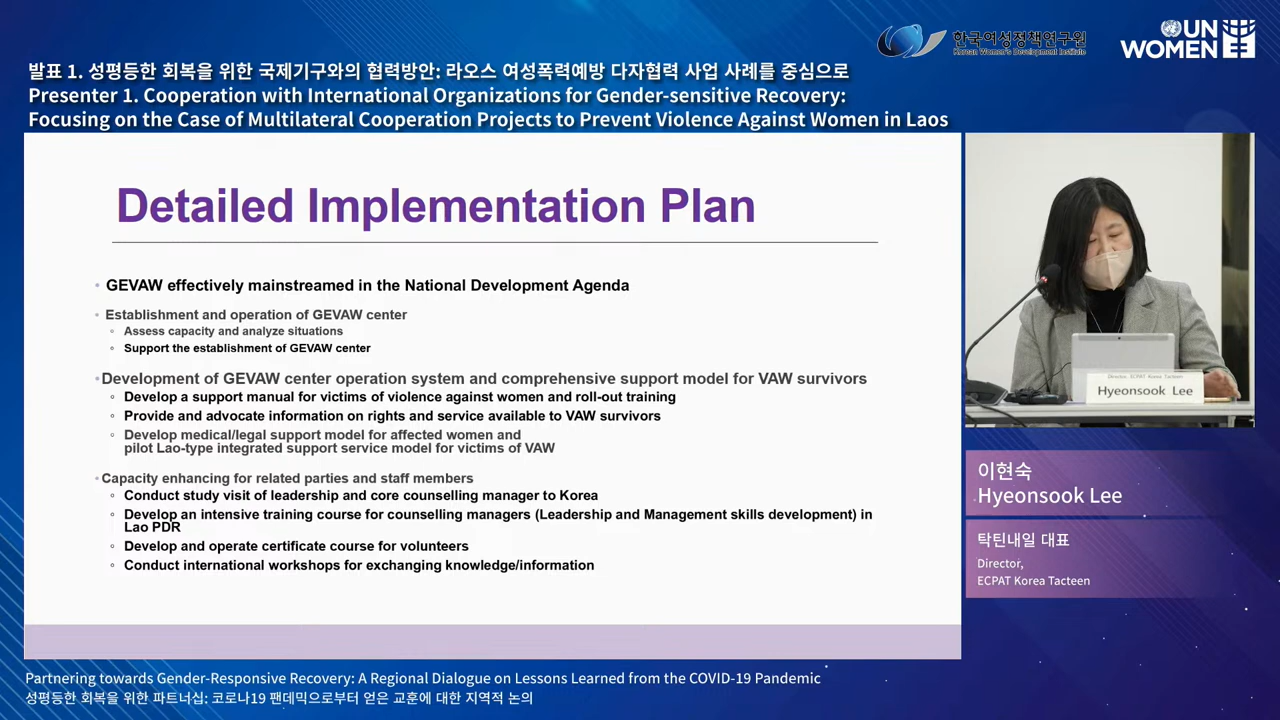 한국여성정책연구원
Korean Women's Development Institute
UN
WOMEN
발표 1. 성평등한 회복을 위한 국제기구와의 협력방안: 라오스 여성폭력예방 다자협력 사업 사례를 중심으로
Presenter 1. Cooperation with International Organizations for Gender-sensitive Recovery:
Focusing on the Case of Multilateral Cooperation Projects to Prevent Violence Against Women in Laos
Detailed Implementation Plan
GEVAW effectively mainstreamed in the National Development Agenda
Establishment and operation of GEVAW center
Assess capacity and analyze situations
Support the establishment of GEVAW center
Development of GEVAW center operation system and comprehensive support model for VAW survivors
Develop a support manual for victims of violence against women and roll-out training
Provide and advocate information on rights and service available to VAW survivors
Develop medical/legal support model for affected women and
pilot Lao-type integrated support service model for victims of VAW
Capacity enhancing for related parties and staff members
Conduct study visit of leadership and core counselling manager to Korea
Develop an intensive training course for counselling managers (Leadership and Management skills development) in
Lao PDR
Develop and operate certificate course for volunteers
Conduct international workshops for exchanging knowledge/information
Director, ECPAT Korea Tacteen
Hyeonsook Lee
이현숙
Hyeonsook Lee
탁틴내일 대표
Director,
ECPAT Korea Tacteen
Partnering towards Gender-Responsive Recovery: A Regional Dialogue on Lessons Learned from the COVID-19 Pandemic
성평등한 회복을 위한 파트너십: 코로나19 팬데믹으로부터 얻은 교훈에 대한 지역적 논의